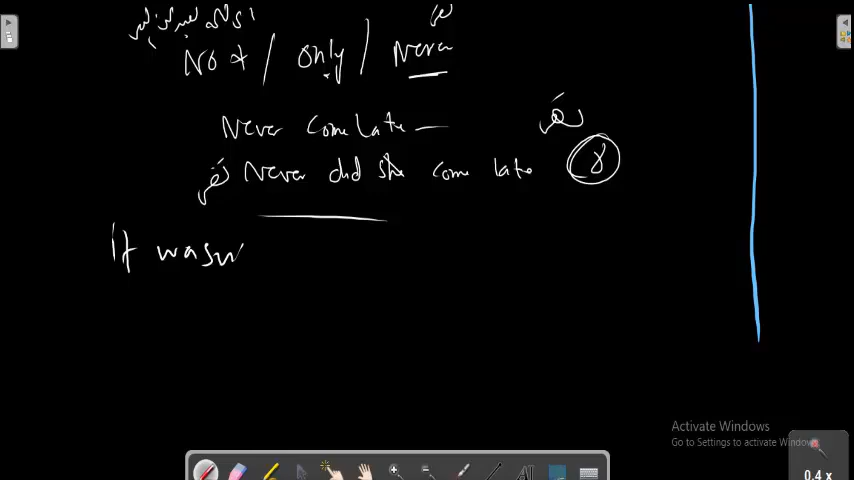 Not / only / Never
Never Come Late
Never did she come late 8
It wasn
Activate Windows
Go to Settings to activate Windows.
0.4 x